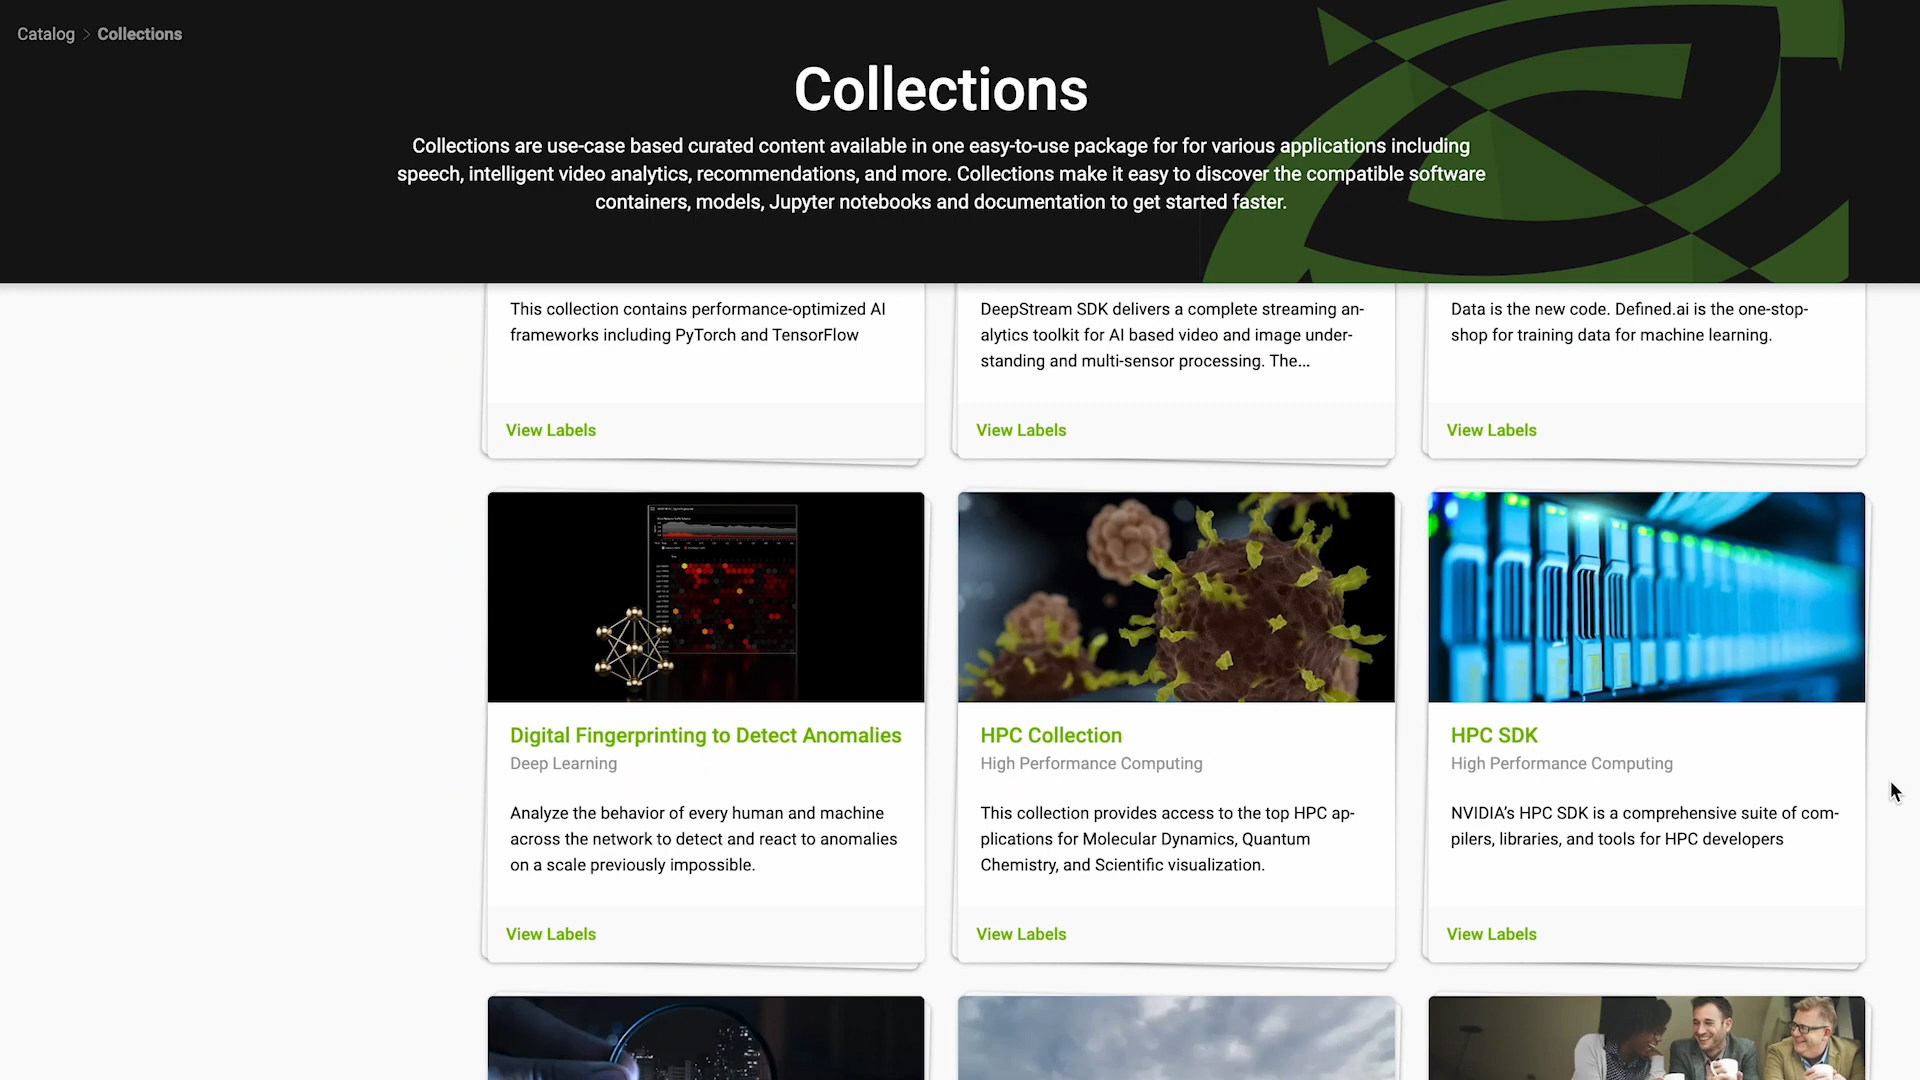 Catalog > Collections
Collections
Collections are use-case based curated content available in one easy-to-use package for for various applications including
speech, intelligent video analytics, recommendations, and more. Collections make it easy to discover the compatible software
containers, models, Jupyter notebooks and documentation to get started faster.
This collection contains performance-optimized AI
frameworks including PyTorch and TensorFlow
View Labels
DeepStream SDK delivers a complete streaming an-
alytics toolkit for AI based video and image under-
standing and multi-sensor processing. The...
View Labels
Data is the new code. Defined.ai is the one-stop-
shop for training data for machine learning.
View Labels
Digital Fingerprinting to Detect Anomalies
Deep Learning
Analyze the behavior of every human and machine
across the network to detect and react to anomalies
on a scale previously impossible.
View Labels
HPC Collection
High Performance Computing
This collection provides access to the top HPC ap-
plications for Molecular Dynamics, Quantum
Chemistry, and Scientific visualization.
View Labels
HPC SDK
High Performance Computing
NVIDIA’s HPC SDK is a comprehensive suite of com-
pilers, libraries, and tools for HPC developers
View Labels